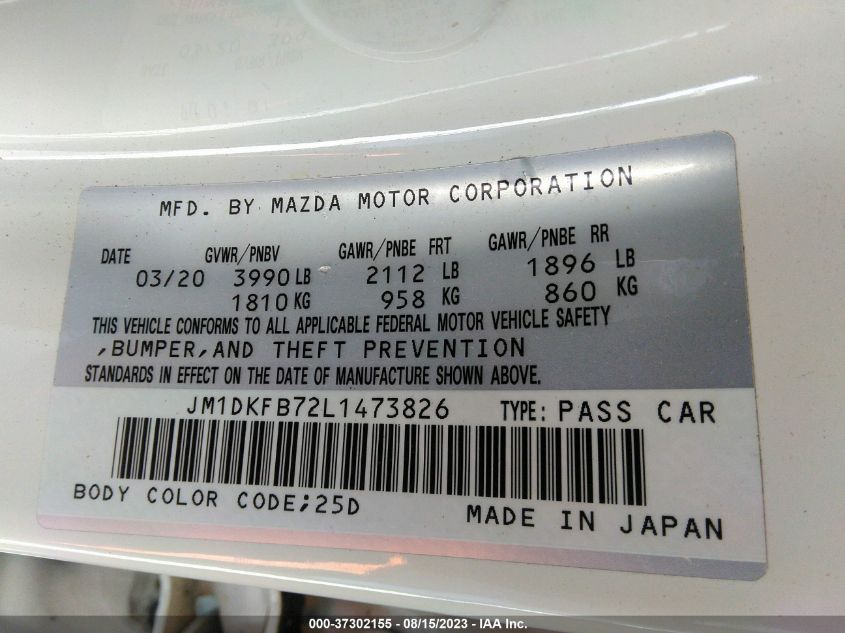 MFD. BY MAZDA MOTOR CORPORATION
DATE GVWR/PNBV GAWR/PNBE FRT GAWR/PNBE RR
03/20 3990 LB 2112 LB 1896 LB
1810 KG 958 KG 860 KG
THIS VEHICLE CONFORMS TO ALL APPLICABLE FEDERAL MOTOR VEHICLE SAFETY
,BUMPER,AND THEFT PREVENTION
STANDARDS IN EFFECT ON THE DATE OF MANUFACTURE SHOWN ABOVE.
JM1DKFB72L1473826 TYPE: PASS CAR
BODY COLOR CODE;25D MADE IN JAPAN
000-37302155 - 08/15/2023 - IAA Inc.